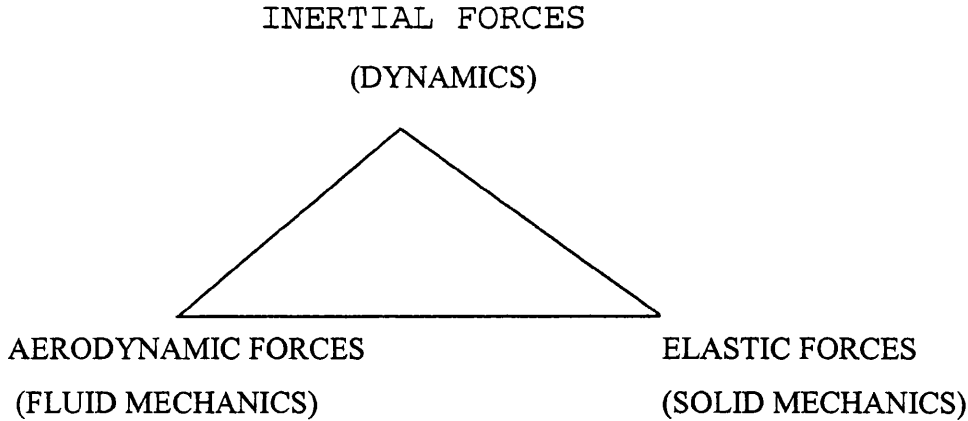 INERTIAL FORCES
(DYNAMICS)
AERODYNAMIC FORCES
(FLUID MECHANICS)
ELASTIC FORCES
(SOLID MECHANICS)